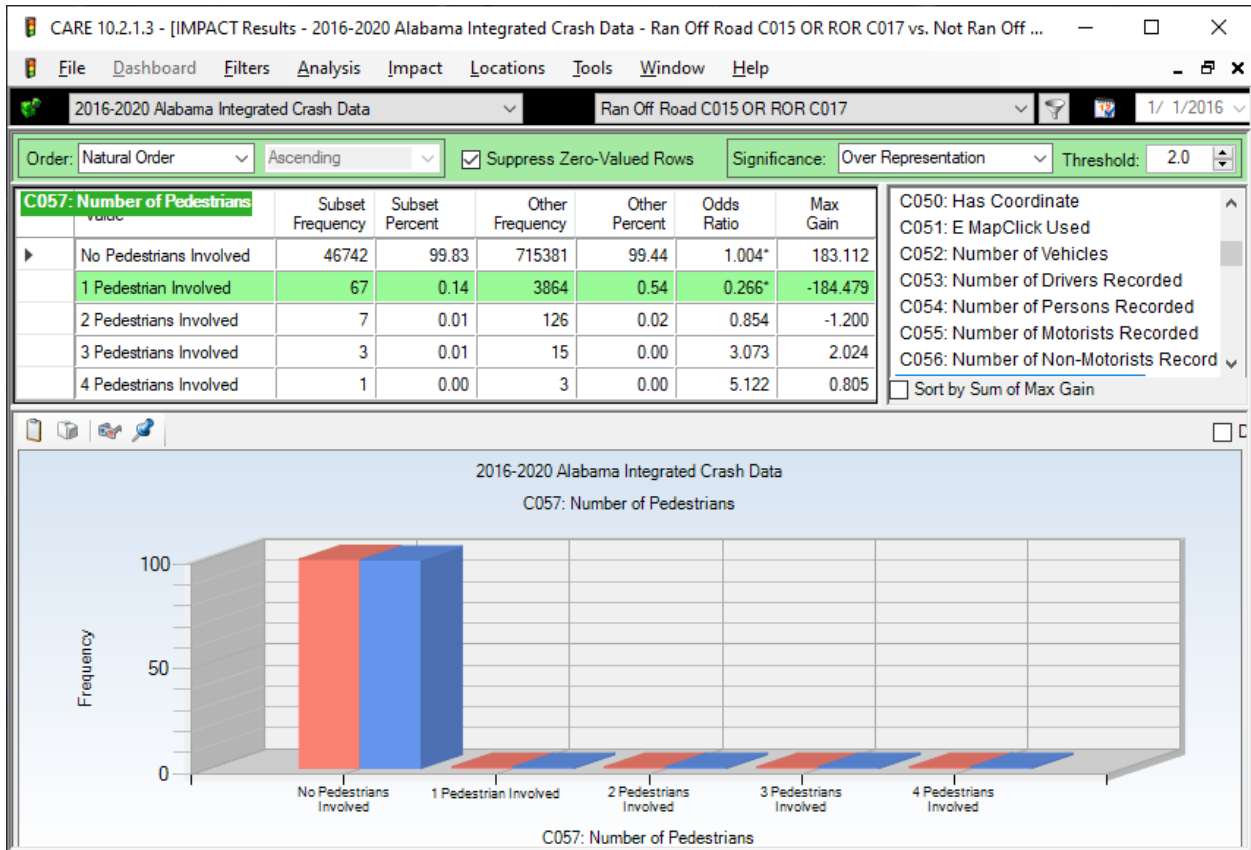 CARE 10.2.1.3 - [IMPACT Results - 2016-2020 Alabama Integrated Crash Data - Ran Off Road C015 OR ROR C017 vs. Not Ran Off ...
File Dashboard Filters Analysis Impact Locations Tools Window Help
2016-2020 Alabama Integrated Crash Data Ran Off Road C015 OR ROR C017 1/ 1/2016
Order: Natural Order Ascending Suppress Zero-Valued Rows Significance: Over Representation Threshold: 2.0
C057: Number of Pedestrians Subset Frequency Subset Percent Other Frequency Other Percent Odds Ratio Max Gain
No Pedestrians Involved 46742 99.83 715381 99.44 1.004* 183.112
1 Pedestrian Involved 67 0.14 3864 0.54 0.266* -184.479
2 Pedestrians Involved 7 0.01 126 0.02 0.854 -1.200
3 Pedestrians Involved 3 0.01 15 0.00 3.073 2.024
4 Pedestrians Involved 1 0.00 3 0.00 5.122 0.805
C050: Has Coordinate
C051: E MapClick Used
C052: Number of Vehicles
C053: Number of Drivers Recorded
C054: Number of Persons Recorded
C055: Number of Motorists Recorded
C056: Number of Non-Motorists Record
Sort by Sum of Max Gain
2016-2020 Alabama Integrated Crash Data
C057: Number of Pedestrians
Frequency
100
50
0
No Pedestrians Involved
1 Pedestrian Involved
2 Pedestrians Involved
3 Pedestrians Involved
4 Pedestrians Involved
C057: Number of Pedestrians